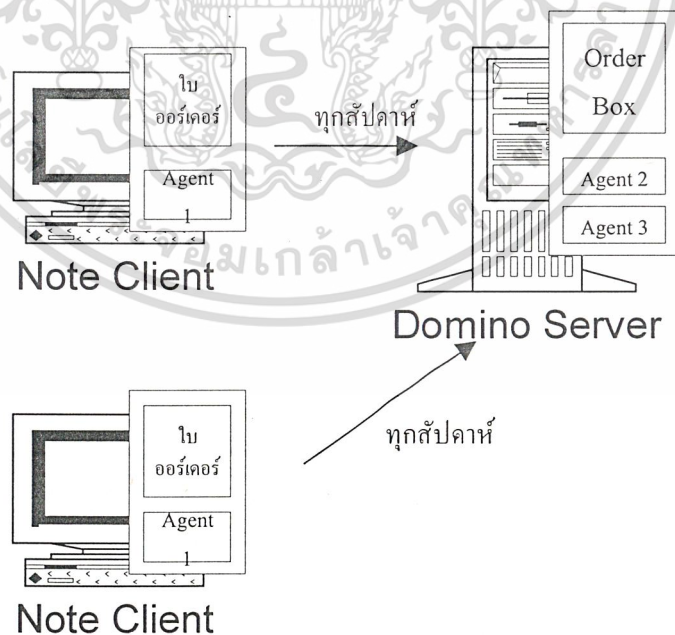 ใบ
ออร์เดอร์
Agent
1
Note Client
ทุกสัปดาห์
Order
Box
Agent 2
Agent 3
Domino Server
ทุกสัปดาห์
ใบ
ออร์เดอร์
Agent
1
Note Client